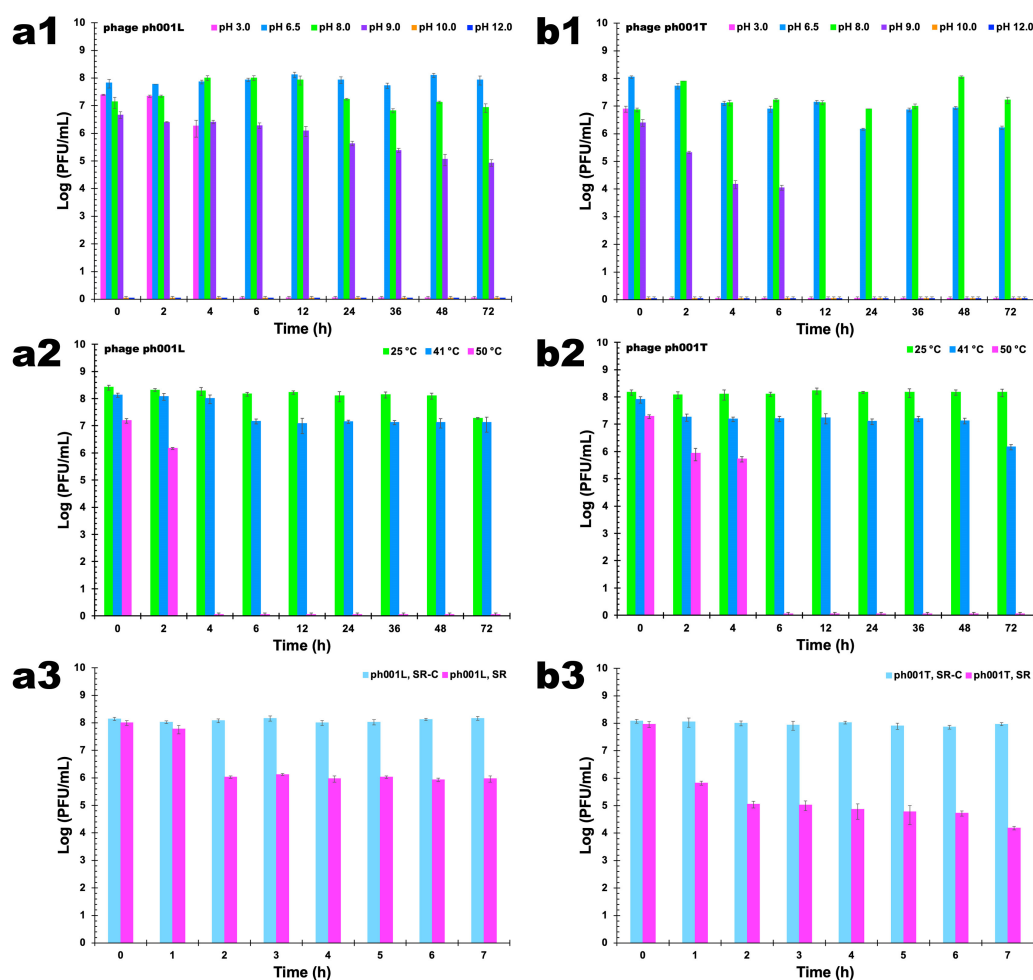 a1
phage ph001L
pH 3.0 pH 6.5 pH 8.0 pH 9.0 pH 10.0 pH 12.0
Log (PFU/mL)
10
9
8
7
6
5
4
3
2
1
0
0 2 4 6 12 24 36 48 72
Time (h)
b1
phage ph001T
pH 3.0 pH 6.5 pH 8.0 pH 9.0 pH 10.0 pH 12.0
Log (PFU/mL)
10
9
8
7
6
5
4
3
2
1
0
0 2 4 6 12 24 36 48 72
Time (h)
a2
phage ph001L
25 °C 41 °C 50 °C
Log (PFU/mL)
10
9
8
7
6
5
4
3
2
1
0
0 2 4 6 12 24 36 48 72
Time (h)
b2
phage ph001T
25 °C 41 °C 50 °C
Log (PFU/mL)
10
9
8
7
6
5
4
3
2
1
0
0 2 4 6 12 24 36 48 72
Time (h)
a3
ph001L, SR-C ph001L, SR
Log (PFU/mL)
10
9
8
7
6
5
4
3
2
1
0
0 1 2 3 4 5 6 7
Time (h)
b3
ph001T, SR-C ph001T, SR
Log (PFU/mL)
10
9
8
7
6
5
4
3
2
1
0
0 1 2 3 4 5 6 7
Time (h)